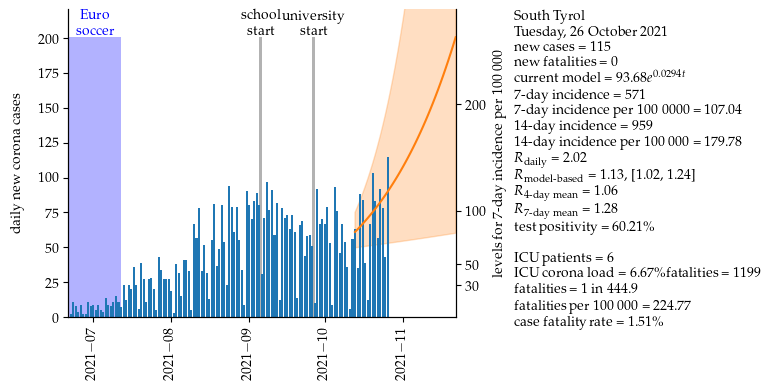 Euro
soccer
school
start
university
start
daily new corona cases
0
25
50
75
100
125
150
175
200
2021−07
2021−08
2021−09
2021−10
2021−11
30
50
100
200
levels for 7-day incidence per 100 000
South Tyrol
Tuesday, 26 October 2021
new cases = 115
new fatalities = 0
current model = 93.68e^0.0294t
7-day incidence = 571
7-day incidence per 100 0000 = 107.04
14-day incidence = 959
14-day incidence per 100 000 = 179.78
R daily = 2.02
R model-based = 1.13, [1.02, 1.24]
R 4-day mean = 1.06
R 7-day mean = 1.28
test positivity = 60.21%
ICU patients = 6
ICU corona load = 6.67%fatalities = 1199
fatalities = 1 in 444.9
fatalities per 100 000 = 224.77
case fatality rate = 1.51%